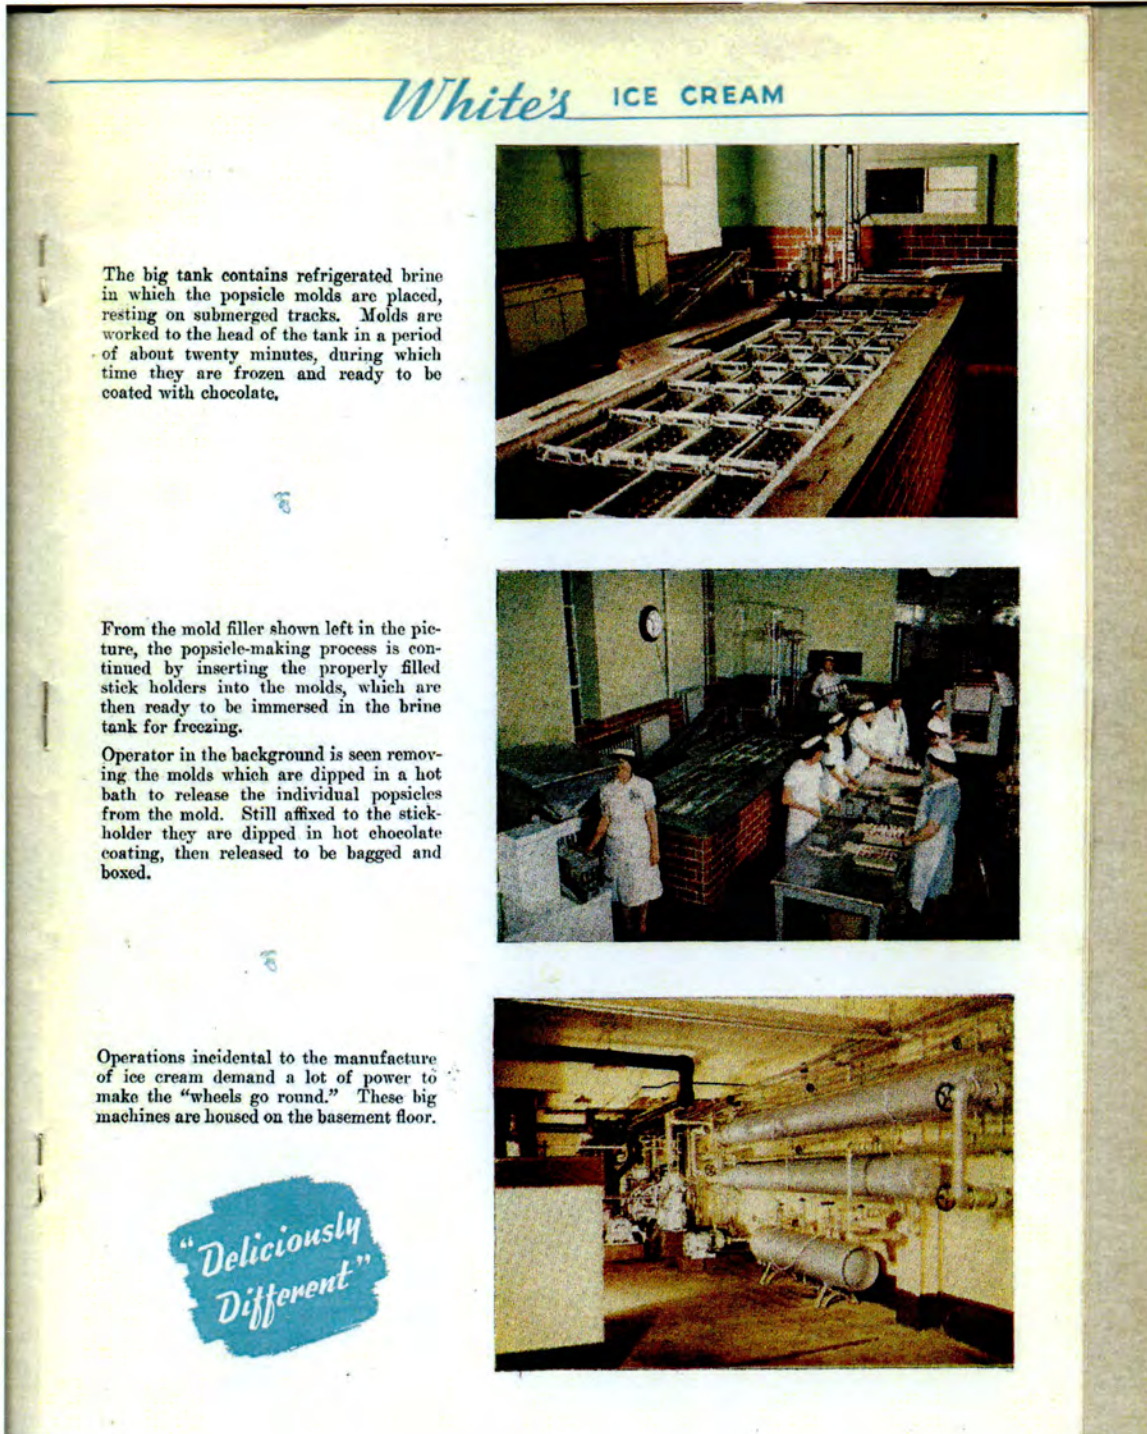 White's ICE CREAM
The big tank contains refrigerated brine
in which the popsicle molds are placed,
resting on submerged tracks. Molds are
worked to the head of the tank in a period
of about twenty minutes, during which
time they are frozen and ready to be
coated with chocolate.
From the mold filler shown left in the pic-
ture, the popsicle-making process is con-
tinued by inserting the properly filled
stick holders into the molds, which are
then ready to be immersed in the brine
tank for freezing.
Operator in the background is seen remov-
ing the molds which are dipped in a hot
bath to release the individual popsicles
from the mold. Still affixed to the stick-
holder they are dipped in hot chocolate
coating, then released to be bagged and
boxed.
Operations incidental to the manufacture
of ice cream demand a lot of power to
make the “wheels go round.” These big
machines are housed on the basement floor.
“Deliciously
Different”